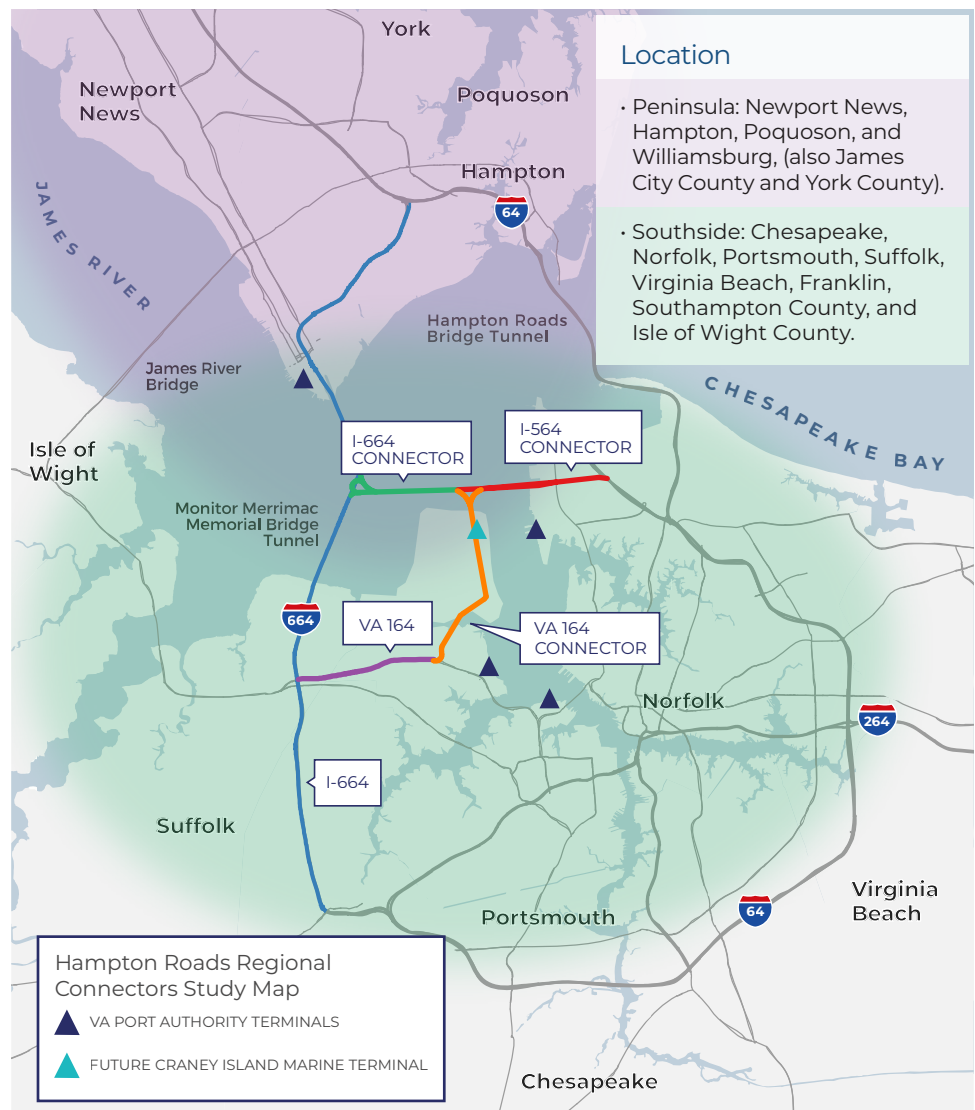 York
Newport
News
Poquoson
Hampton
64
JAMES RIVER
Hampton Roads
Bridge Tunnel
James River
Bridge
CHESAPEAKE BAY
Location
· Peninsula: Newport News,
Hampton, Poquoson, and
Williamsburg, (also James
City County and York County).
· Southside: Chesapeake,
Norfolk, Portsmouth, Suffolk,
Virginia Beach, Franklin,
Southampton County, and
Isle of Wight County.
Isle of
Wight
I-664
CONNECTOR
I-564
CONNECTOR
Monitor Merrimac
Memorial Bridge
Tunnel
664
VA 164
VA 164
CONNECTOR
Norfolk
264
I-664
Suffolk
Portsmouth
64
Virginia
Beach
Hampton Roads Regional
Connectors Study Map
VA PORT AUTHORITY TERMINALS
FUTURE CRANEY ISLAND MARINE TERMINAL
Chesapeake